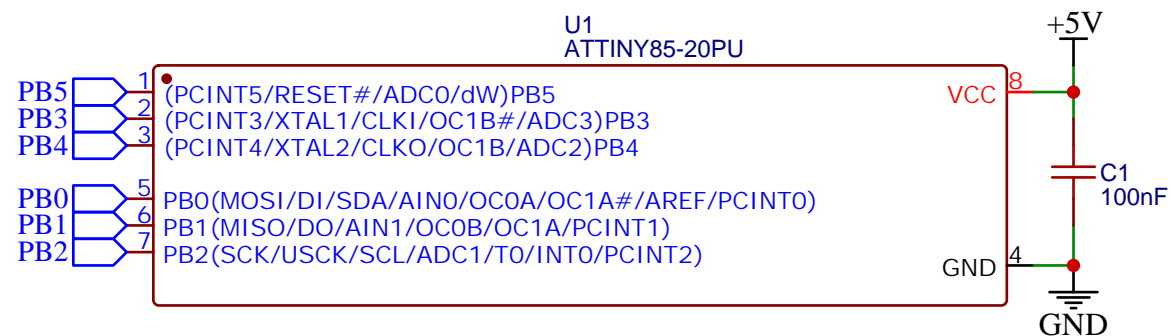 U1
ATTINY85-20PU
+5V
PB5 1 (PCINT5/RESET#/ADC0/dW)PB5
VCC 8
PB3 2 (PCINT3/XTAL1/CLKI/OC1B#/ADC3)PB3
PB4 3 (PCINT4/XTAL2/CLKO/OC1B/ADC2)PB4
C1
100nF
PB0 5 PB0(MOSI/DI/SDA/AIN0/OC0A/OC1A#/AREF/PCINT0)
PB1 6 PB1(MISO/DO/AIN1/OC0B/OC1A/PCINT1)
PB2 7 PB2(SCK/USCK/SCL/ADC1/T0/INT0/PCINT2)
GND 4
GND